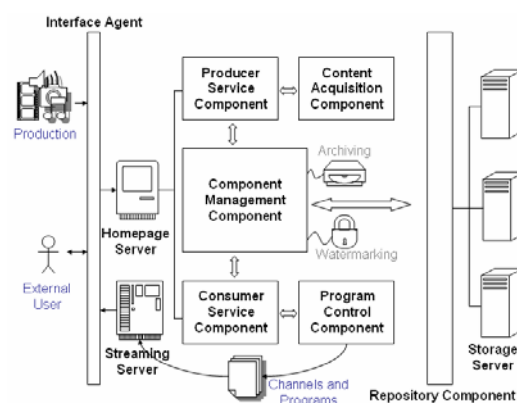 Interface Agent
Producer
Service
Component
Content
Acquisition
Component
Production
Archiving
Component
Management
Component
Homepage
Server
Watermarking
External
User
Consumer
Service
Component
Program
Control
Component
Streaming
Server
Storage
Server
Channels and
Programs
Repository Component